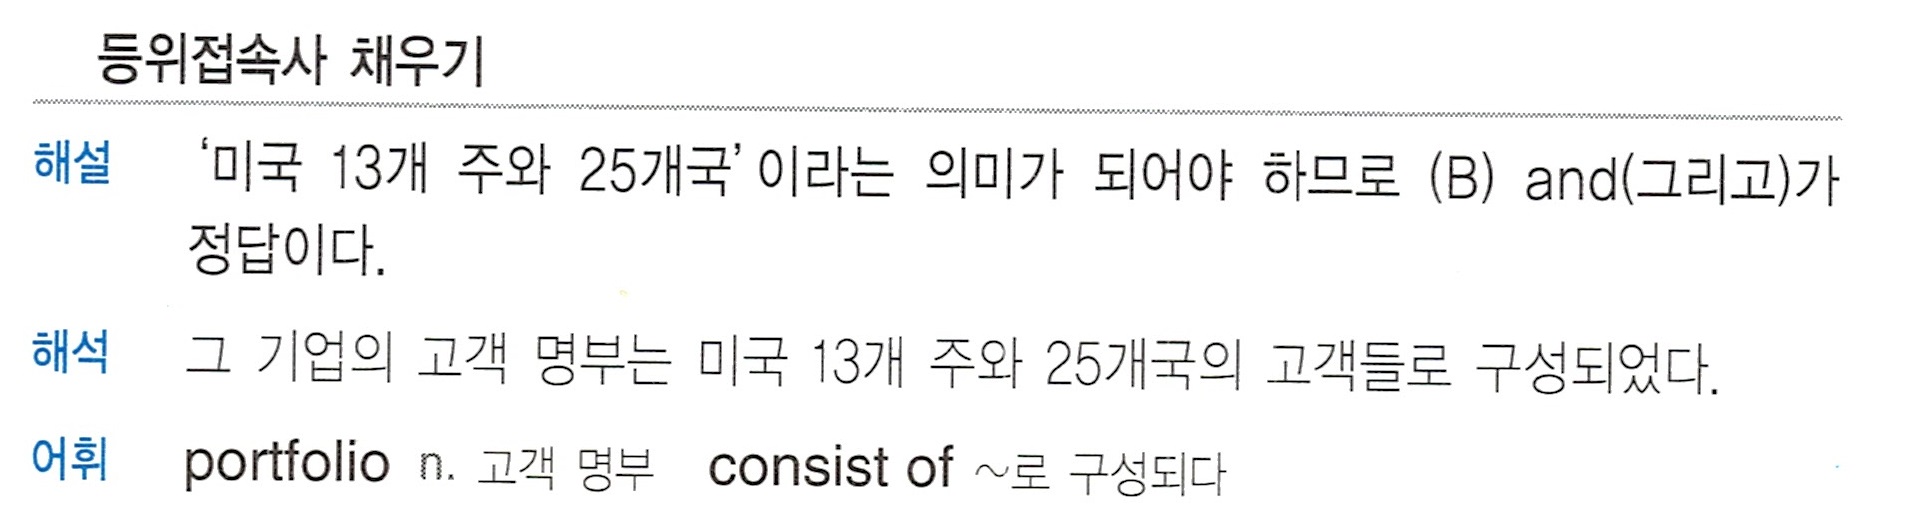 등위접속사 채우기
해설 ‘미국 13개 주와 25개국’이라는 의미가 되어야 하므로 (B) and(그리고)가
정답이다.
해석 그 기업의 고객 명부는 미국 13개 주와 25개국의 고객들로 구성되었다.
어휘 portfolio n. 고객 명부 consist of ~로 구성되다